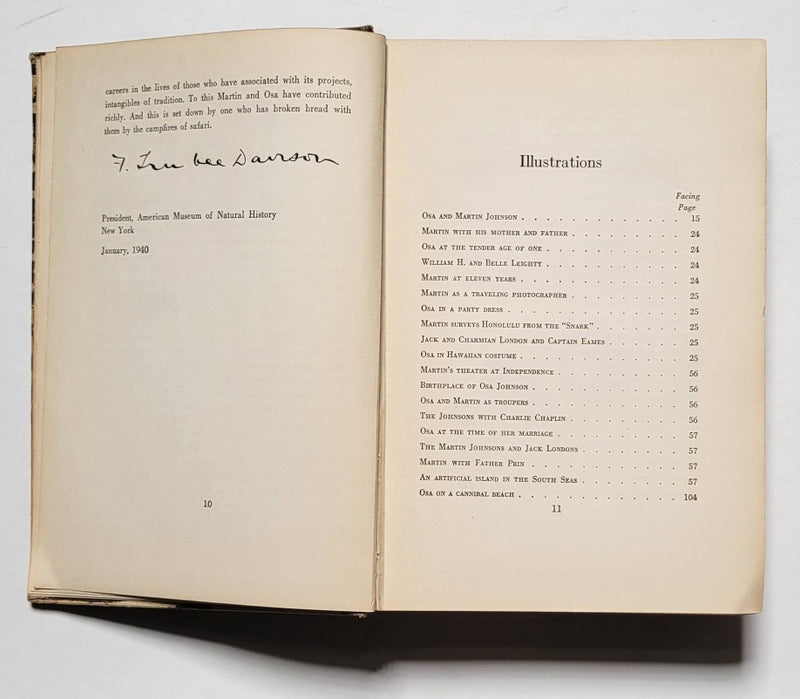 careers in the lives of those who have associated with its projects,
intangibles of tradition. To this Martin and Osa have contributed
richly. And this is set down by one who has broken bread with
them by the campfires of safari.
F. Trubee Davison
President, American Museum of Natural History
New York
January, 1940
10
Illustrations
Facing
Page
Osa and Martin Johnson . . . . . . . . . . . . . 15
Martin with his mother and father . . . . . . . . . 24
Osa at the tender age of one . . . . . . . . . . . 24
William H. and Belle Leighty . . . . . . . . . . . 24
Martin at eleven years . . . . . . . . . . . . . 24
Martin as a traveling photographer . . . . . . . . . 25
Osa in a party dress . . . . . . . . . . . . . . 25
Martin surveys Honolulu from the "Snark" . . . . . . . 25
Jack and Charmian London and Captain Eames . . . . . . 25
Osa in Hawaiian costume . . . . . . . . . . . . . 25
Martin's theater at Independence . . . . . . . . . . 56
Birthplace of Osa Johnson . . . . . . . . . . . . 56
Osa and Martin as troupers . . . . . . . . . . . . 56
The Johnsons with Charlie Chaplin . . . . . . . . . 56
Osa at the time of her marriage . . . . . . . . . . 57
The Martin Johnsons and Jack Londons . . . . . . . . 57
Martin with Father Prin . . . . . . . . . . . . 57
An artificial island in the South Seas . . . . . . . . 57
Osa on a cannibal beach . . . . . . . . . . . . . 104
11